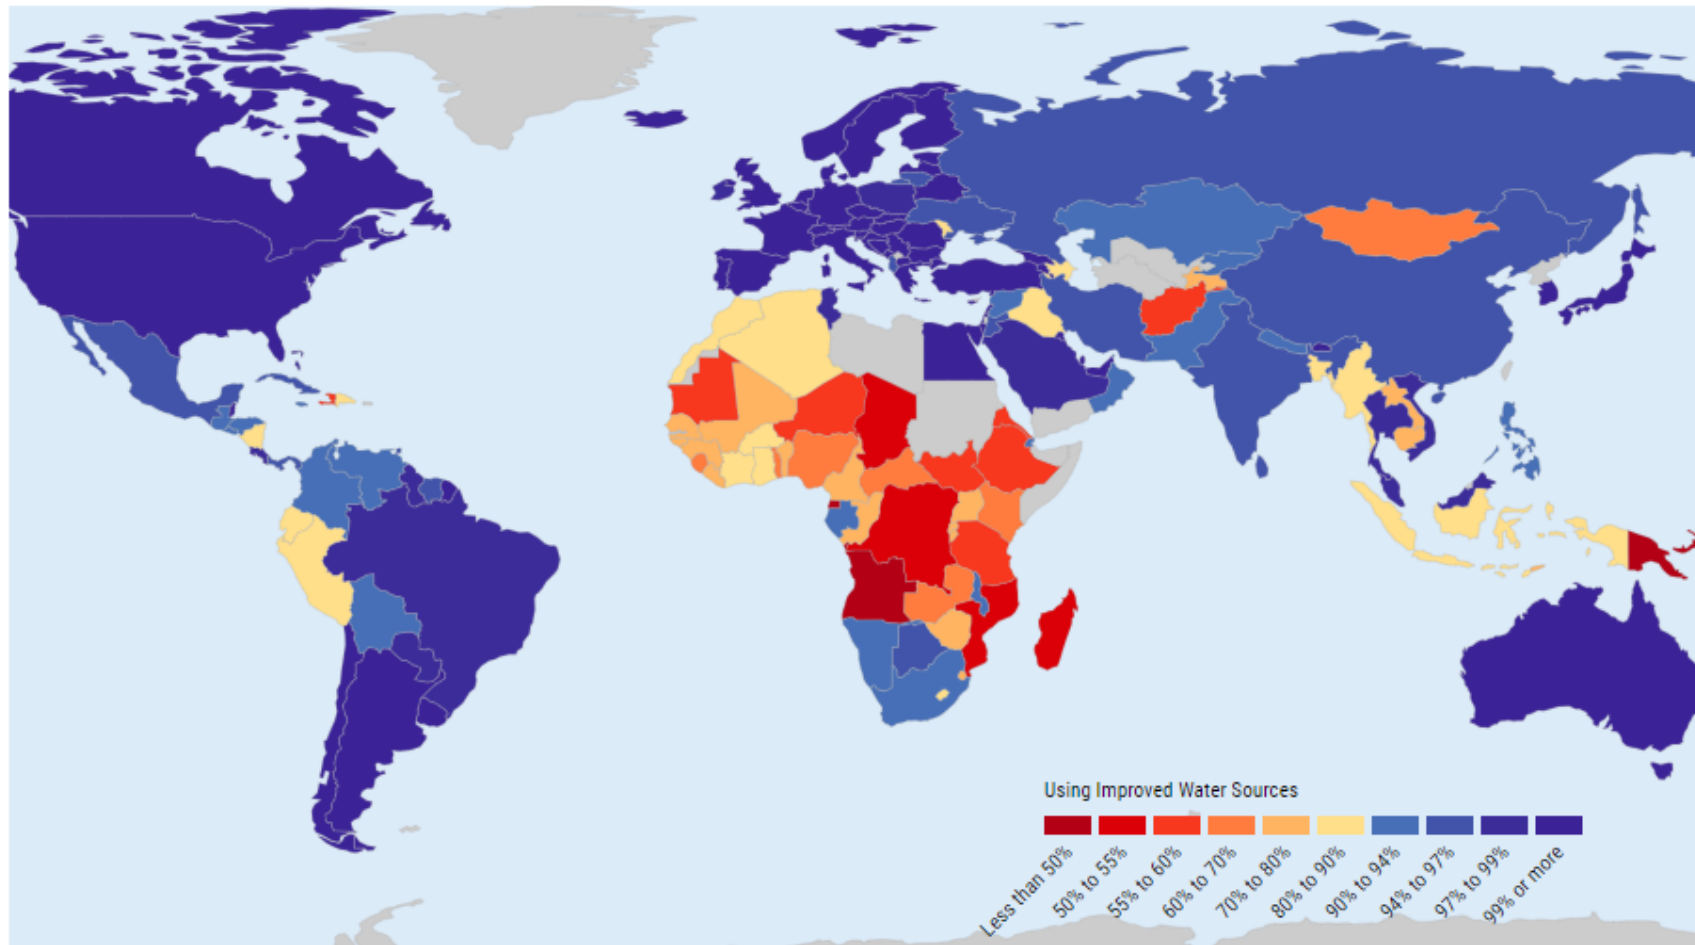 Using Improved Water Sources
Less than 50%
50% to 55%
55% to 60%
60% to 70%
70% to 80%
80% to 90%
90% to 94%
94% to 97%
97% to 99%
99% or more